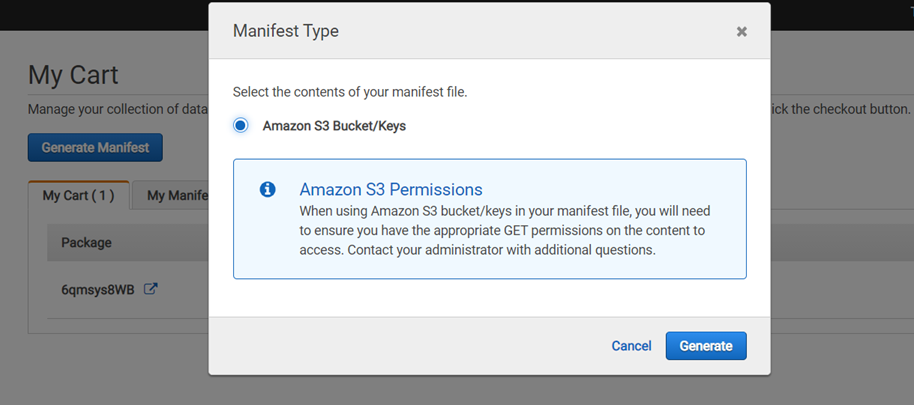 Manifest Type
My Cart
Select the contents of your manifest file.
Manage your collection of data
ick the checkout button.
Amazon S3 Bucket/Keys
Generate Manifest
Amazon S3 Permissions
My Cart ( 1 )
My Manife
When using Amazon S3 bucket/keys in your manifest file, you will need
to ensure you have the appropriate GET permissions on the content to
access. Contact your administrator with additional questions.
Package
6qmsys8WB
Cancel
Generate